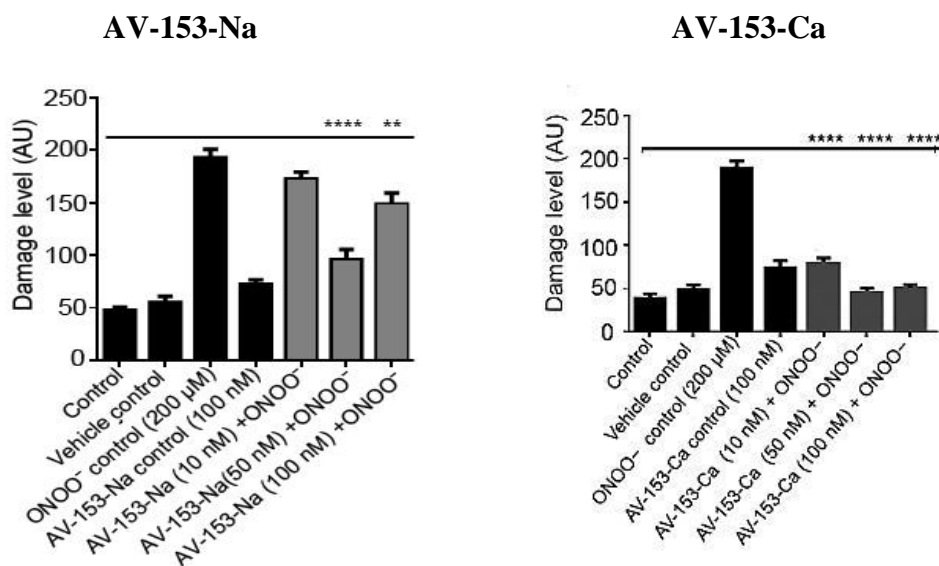 AV-153-Na
Damage level (AU)
250
200
150
100
50
0
**** **
Control
Vehicle control
ONOO⁻ control (200 µM)
AV-153-Na control (100 nM)
AV-153-Na (10 nM) +ONOO⁻
AV-153-Na(50 nM) +ONOO⁻
AV-153-Na (100 nM) +ONOO⁻
AV-153-Ca
Damage level (AU)
250
200
150
100
50
0
**** **** ****
Control
Vehicle control
ONOO– control (200 µM)
AV-153-Ca control (100 nM)
AV-153-Ca (10 nM) + ONOO–
AV-153-Ca (50 nM) + ONOO–
AV-153-Ca (100 nM) + ONOO–